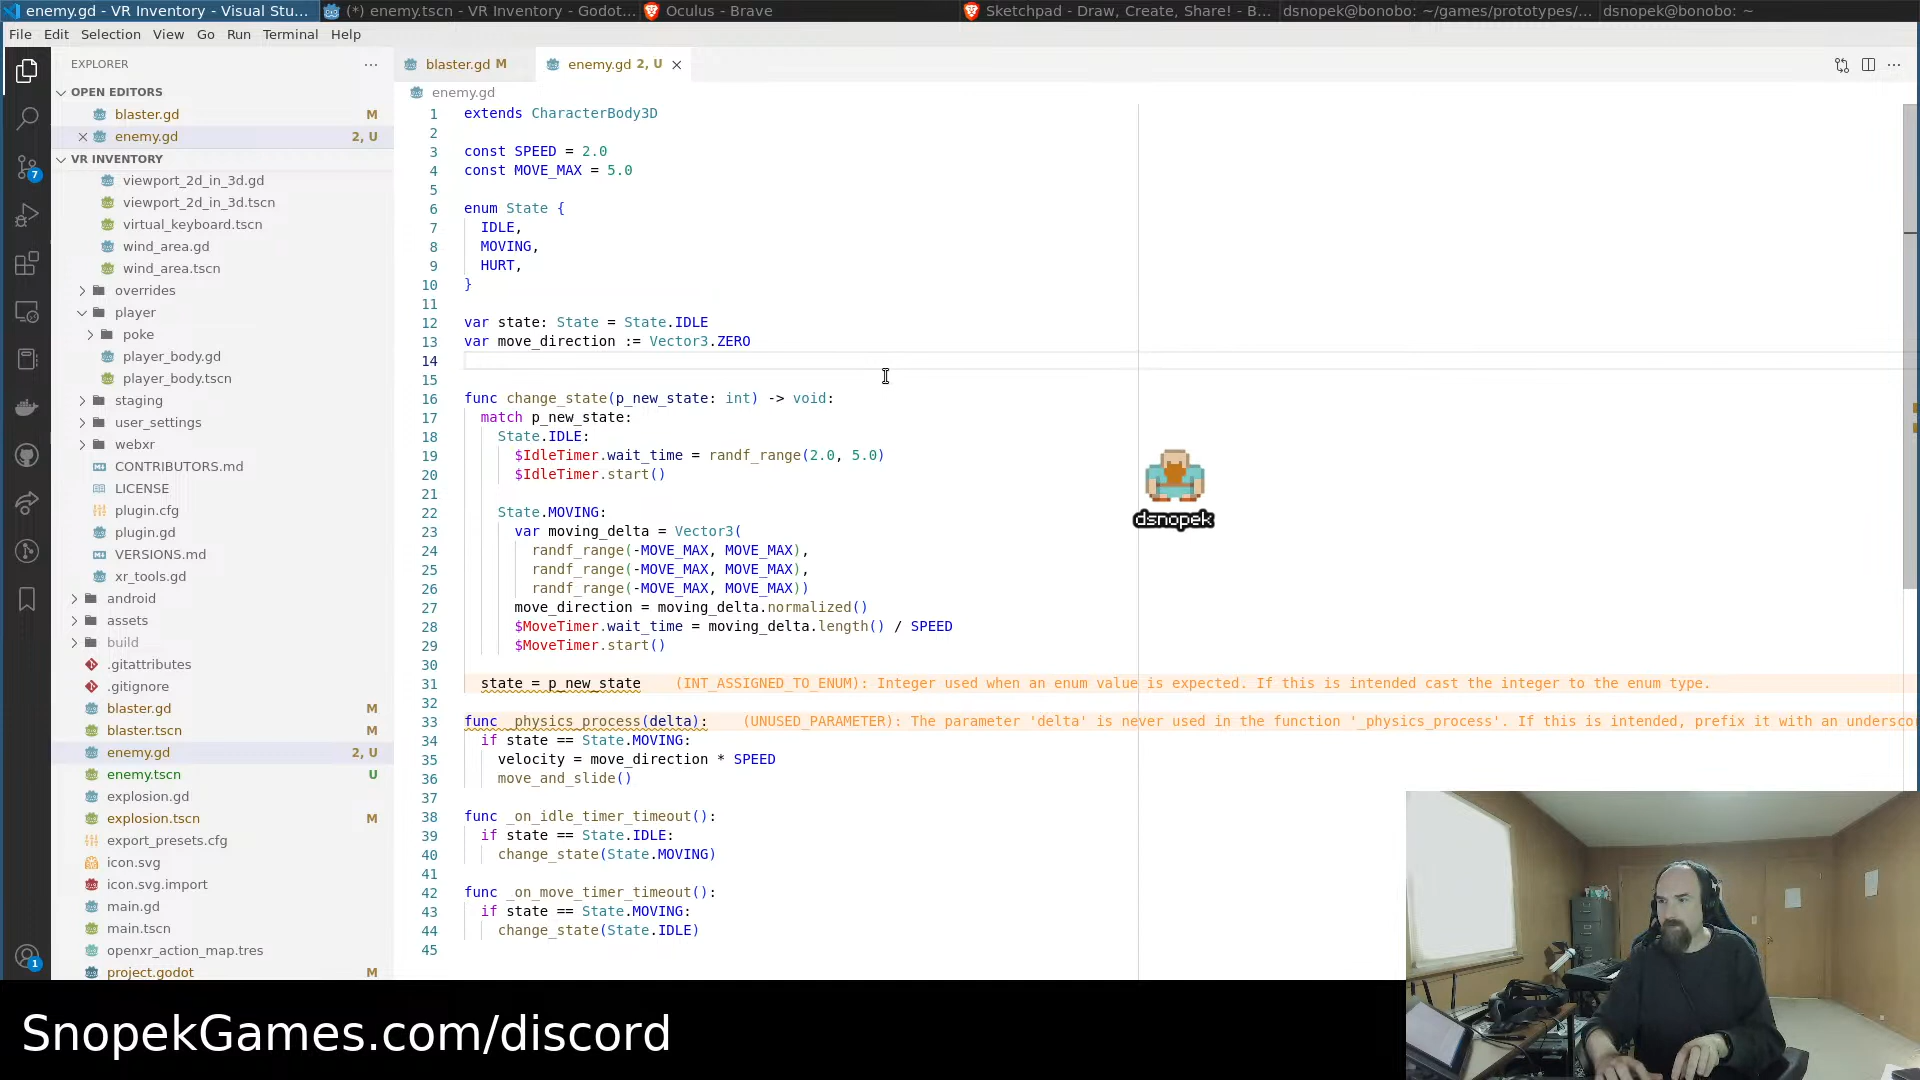 enemy.gd - VR Inventory - Visual Stu...
(*) enemy.tscn - VR Inventory - Godot...
Oculus - Brave
Sketchpad - Draw, Create, Share! - B...
dsnopek@bonobo: ~/games/prototypes/...
dsnopek@bonobo: ~
File Edit Selection View Go Run Terminal Help
EXPLORER
OPEN EDITORS
blaster.gd M
enemy.gd 2, U
VR INVENTORY
viewport_2d_in_3d.gd
viewport_2d_in_3d.tscn
virtual_keyboard.tscn
wind_area.gd
wind_area.tscn
overrides
player
poke
player_body.gd
player_body.tscn
staging
user_settings
webxr
CONTRIBUTORS.md
LICENSE
plugin.cfg
plugin.gd
VERSIONS.md
xr_tools.gd
android
assets
build
.gitattributes
.gitignore
blaster.gd M
blaster.tscn M
enemy.gd 2, U
enemy.tscn U
explosion.gd
explosion.tscn M
export_presets.cfg
icon.svg
icon.svg.import
main.gd
main.tscn
openxr_action_map.tres
project.godot M
7
1
blaster.gd M
enemy.gd 2, U
enemy.gd
1 extends CharacterBody3D
2
3 const SPEED = 2.0
4 const MOVE_MAX = 5.0
5
6 enum State {
7 IDLE,
8 MOVING,
9 HURT,
10 }
11
12 var state: State = State.IDLE
13 var move_direction := Vector3.ZERO
14
15
16 func change_state(p_new_state: int) -> void:
17 match p_new_state:
18 State.IDLE:
19 $IdleTimer.wait_time = randf_range(2.0, 5.0)
20 $IdleTimer.start()
21
22 State.MOVING:
23 var moving_delta = Vector3(
24 randf_range(-MOVE_MAX, MOVE_MAX),
25 randf_range(-MOVE_MAX, MOVE_MAX),
26 randf_range(-MOVE_MAX, MOVE_MAX))
27 move_direction = moving_delta.normalized()
28 $MoveTimer.wait_time = moving_delta.length() / SPEED
29 $MoveTimer.start()
30
31 state = p_new_state (INT_ASSIGNED_TO_ENUM): Integer used when an enum value is expected. If this is intended cast the integer to the enum type.
32
33 func _physics_process(delta): (UNUSED_PARAMETER): The parameter 'delta' is never used in the function '_physics_process'. If this is intended, prefix it with an undersco
34 if state == State.MOVING:
35 velocity = move_direction * SPEED
36 move_and_slide()
37
38 func _on_idle_timer_timeout():
39 if state == State.IDLE:
40 change_state(State.MOVING)
41
42 func _on_move_timer_timeout():
43 if state == State.MOVING:
44 change_state(State.IDLE)
45
dsnopek
SnopekGames.com/discord